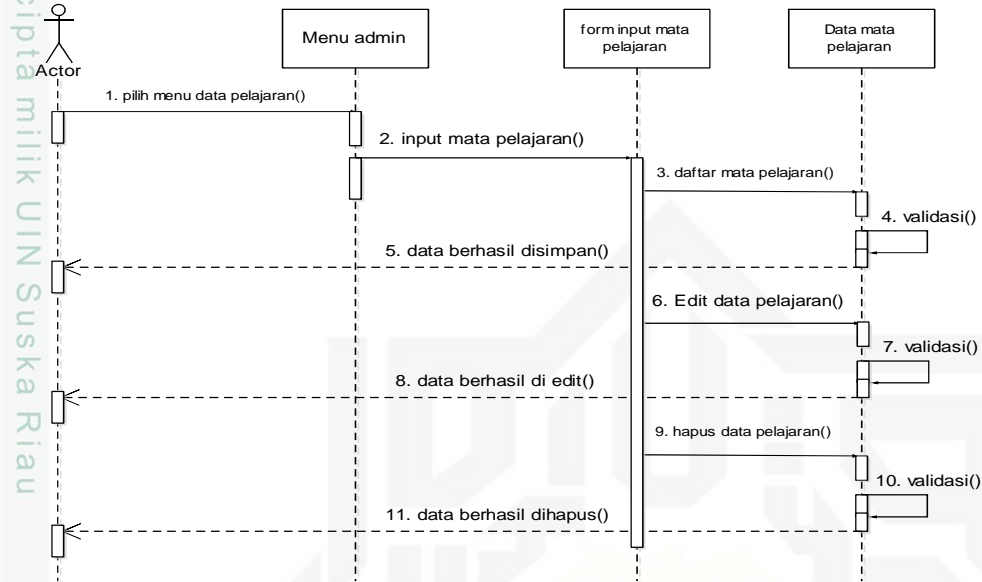 cipta milik UIN Suska Riau
Actor
Menu admin
form input mata
pelajaran
Data mata
pelajaran
1. pilih menu data pelajaran()
2. input mata pelajaran()
3. daftar mata pelajaran()
4. validasi()
5. data berhasil disimpan()
6. Edit data pelajaran()
7. validasi()
8. data berhasil di edit()
9. hapus data pelajaran()
10. validasi()
11. data berhasil dihapus()